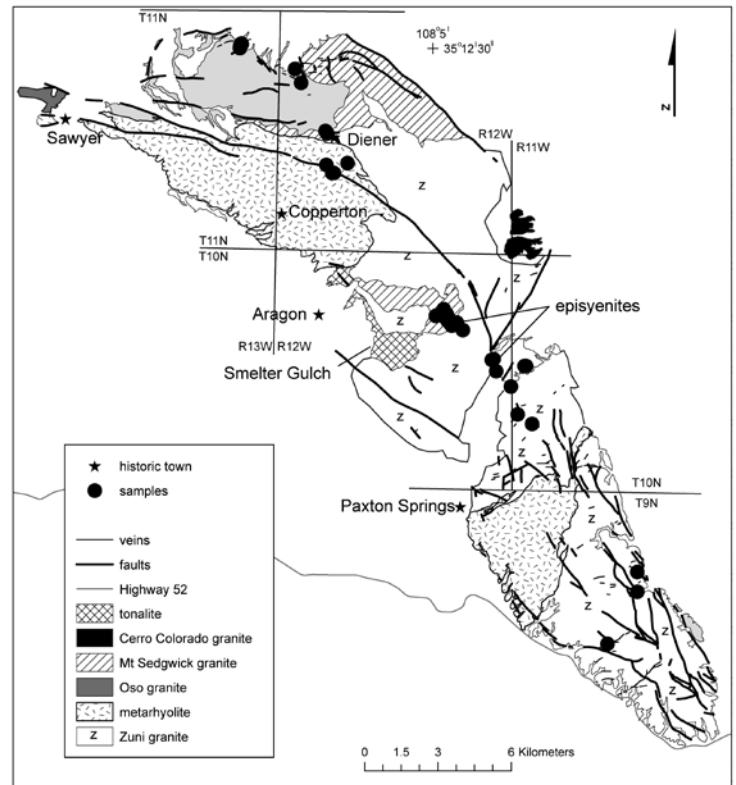 T11N
108°5'
+ 35°12'30"
N
R12W
R11W
Sawyer
Diener
z
Copperton
T11N
T10N
z
z
Aragon
z
episyenites
R13W
R12W
Smelter Gulch
z
z
z
z
T10N
T9N
Paxton Springs
z
z
z
z
historic town
samples
veins
faults
Highway 52
tonalite
Cerro Colorado granite
Mt Sedgwick granite
Oso granite
metarhyolite
z Zuni granite
0 1.5 3 6 Kilometers